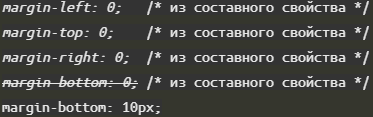 margin-left: 0; /* из составного свойства */
margin-top: 0; /* из составного свойства */
margin-right: 0; /* из составного свойства */
margin-bottom: 0; /* из составного свойства */
margin-bottom: 10px;